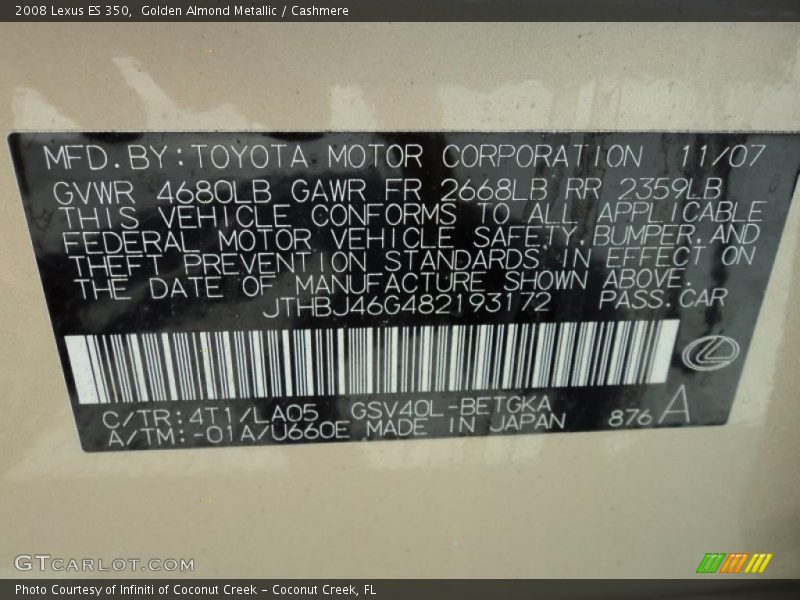 2008 Lexus ES 350,  Golden Almond Metallic / Cashmere
MFD. BY: TOYOTA MOTOR CORPORATION 11/07
GVWR 4680LB GAWR FR 2668LB RR 2359LB
THIS VEHICLE CONFORMS TO ALL APPLICABLE
FEDERAL MOTOR VEHICLE SAFETY, BUMPER, AND
THEFT PREVENTION STANDARDS IN EFFECT ON
THE DATE OF MANUFACTURE SHOWN ABOVE.
JTHBJ46G482193172 PASS. CAR
C/TR: 4T1/LA05 GSV40L-BETGKA
A/TM: -01A/U660E MADE IN JAPAN 876 A
GTCARLOT.COM
Photo Courtesy of Infiniti of Coconut Creek – Coconut Creek, FL